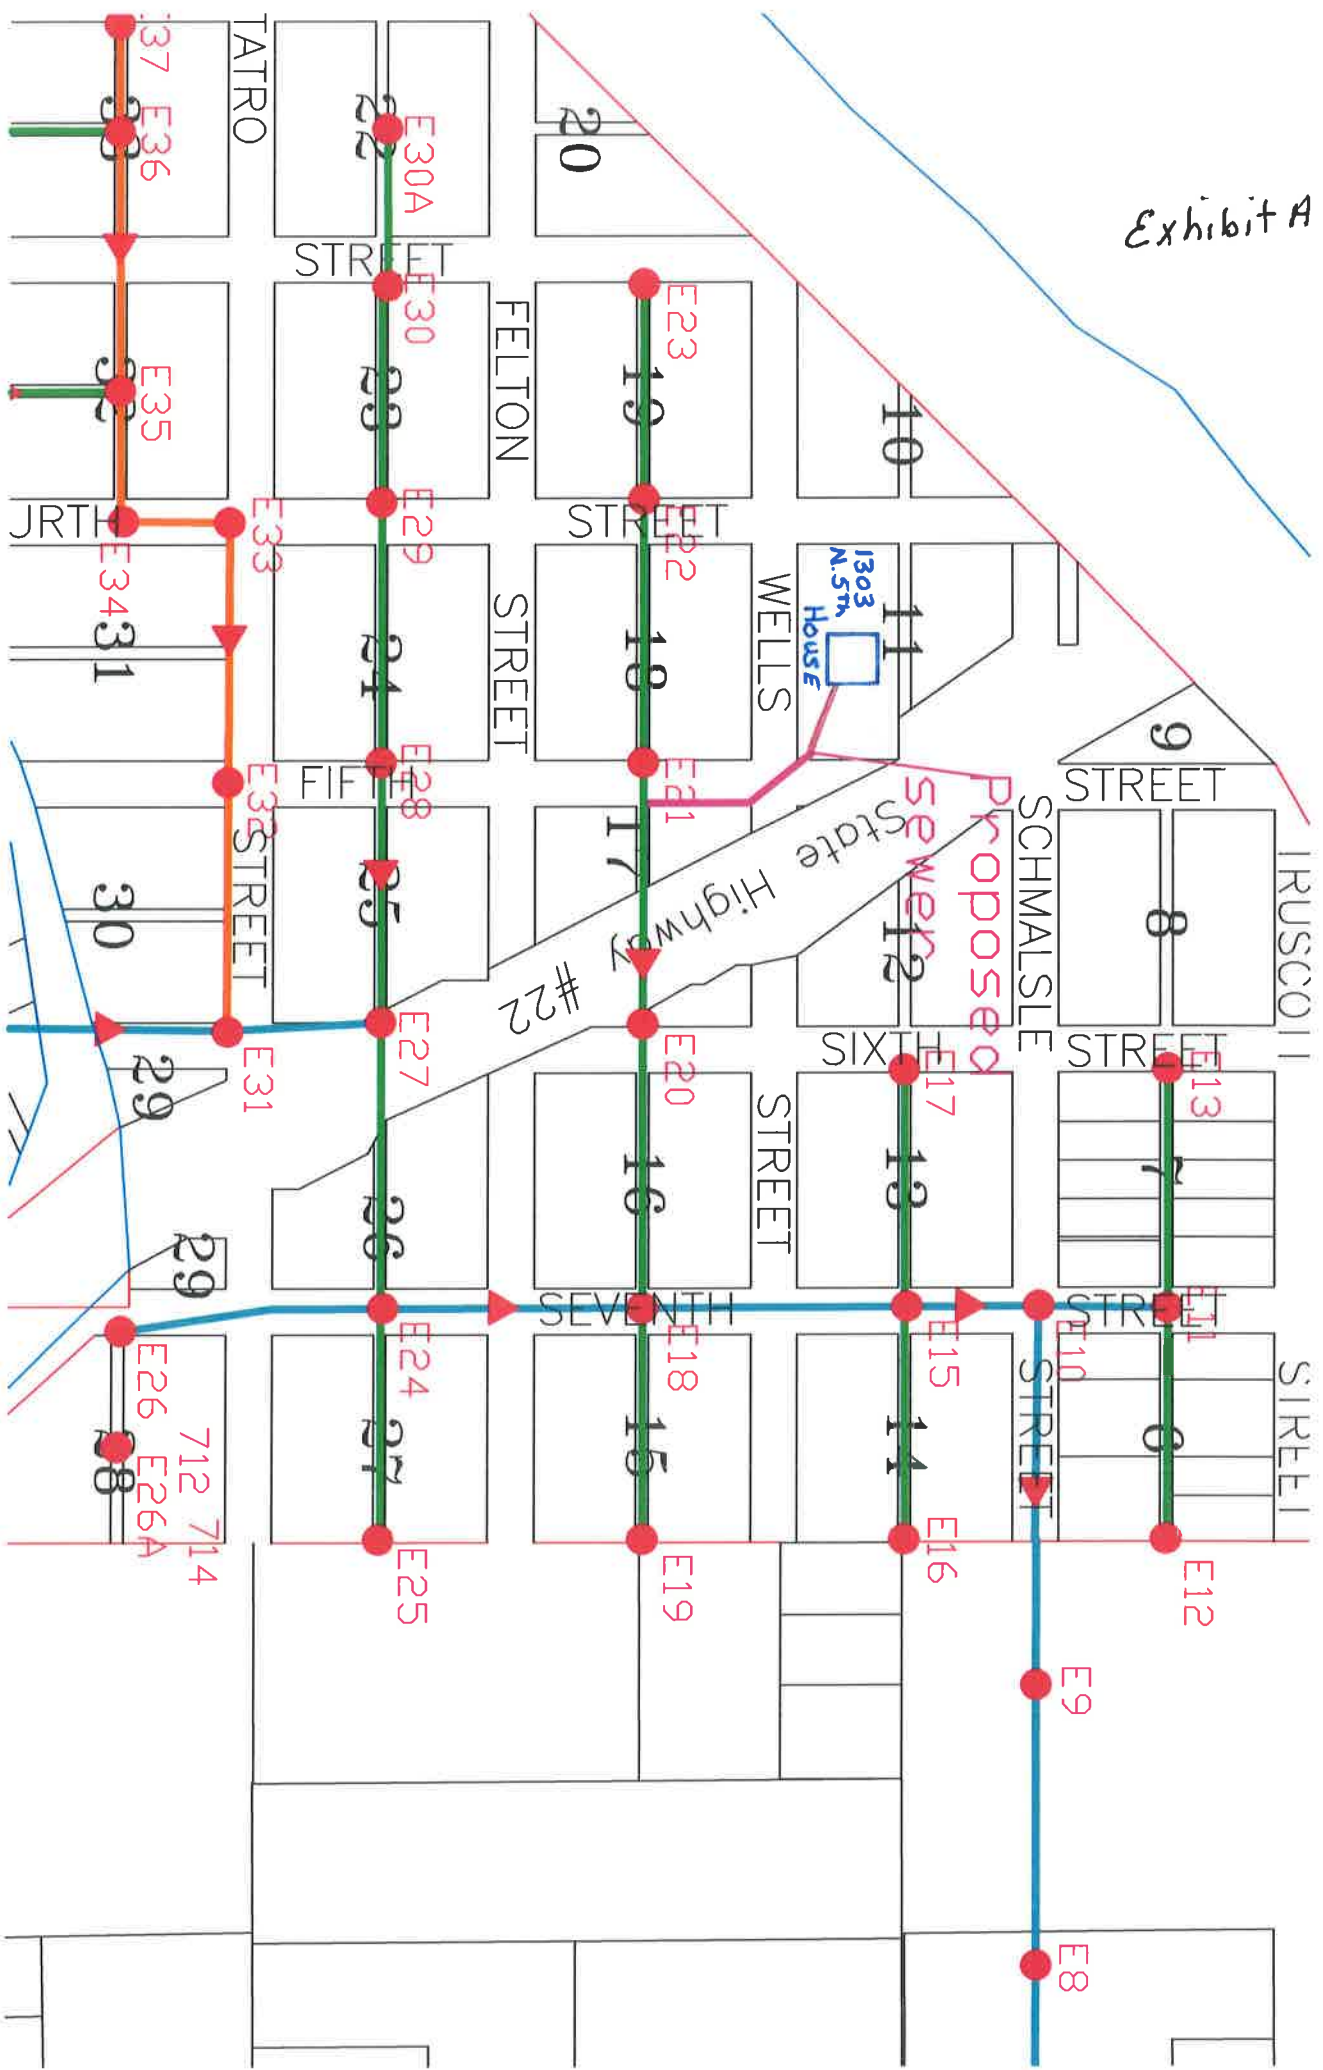 Exhibit A
TATRO
STREET
FELTON
STREET
STREET
WELLS
STREET
SCHMALSLE
STREET
STREET
FIFTH
STREET
SIXTH
STREET
STREET
SEVENTH
STREET
JRTH
State Highway
#22
1303
N.5TH
HOUSE
Proposed
Sewer
20
22
19
10
23
18
11
24
31
17
9
8
12
25
30
29
16
13
7
26
29
28
27
15
14
6
37
E36
E30A
E30
E23
E35
E29
E22
E33
E34
E28
E21
E32
E31
E27
E20
E17
E13
E26
E24
E18
E15
E10
E11
712
714
E26A
E25
E19
E16
E12
E9
E8